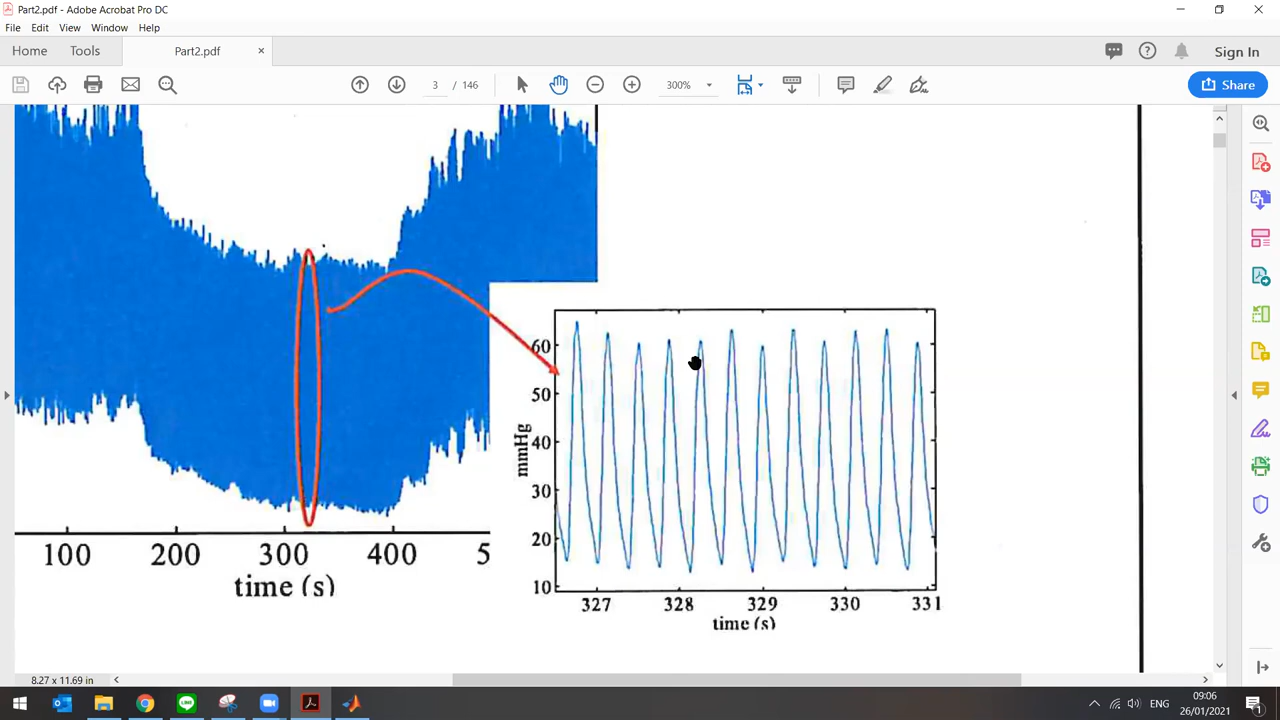 Part2.pdf - Adobe Acrobat Pro DC
File Edit View Window Help
Home Tools Part2.pdf × Sign In
3 / 146 300% Share
60
50
40
30
20
10
mmHg
327 328 329 330 331
time (s)
100 200 300 400 5
time (s)
8.27 x 11.69 in
ENG 09:06
26/01/2021
1